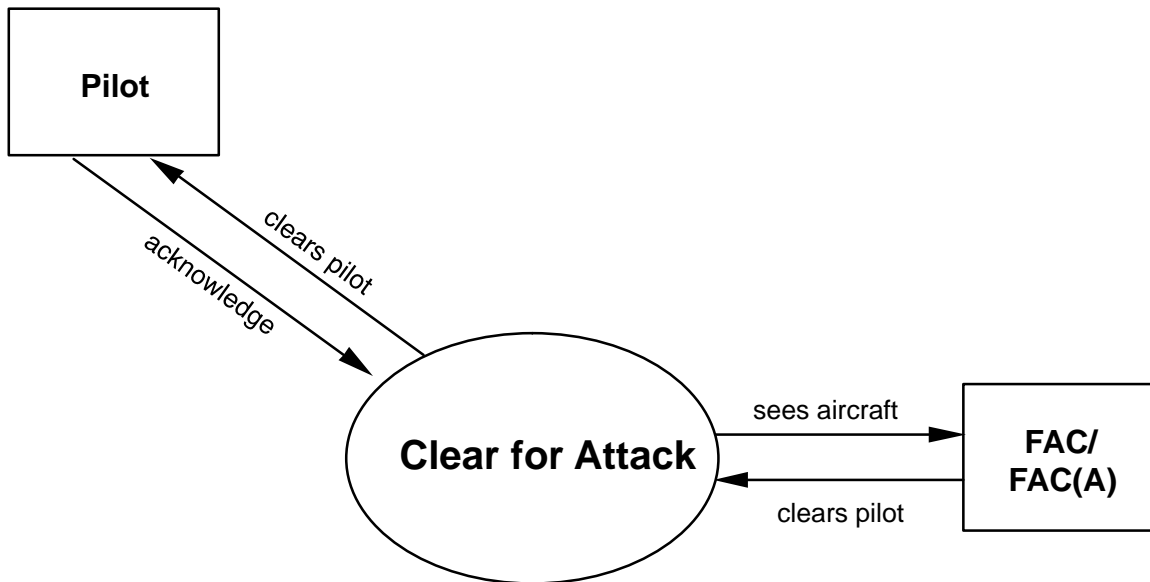 Pilot
clears pilot
acknowledge
sees aircraft
Clear for Attack
FAC/
FAC(A)
clears pilot